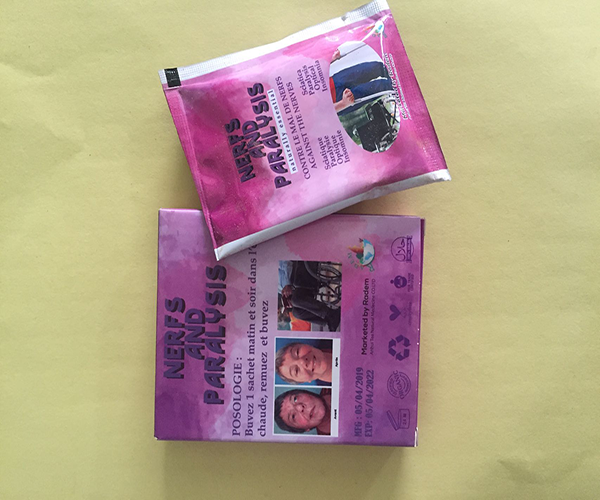 NERFS
AND
PARALYSIS
naturally essential
CONTRE LE MAL DE NERFS
AGAINST THE NERVES
Sciatique
Paralysie
Optique
Insomnie
Sciatica
Paralysis
Optical
Insomnia
NERFS
AND
PARALYSIS
POSOLOGIE :
Buvez 1 sachet matin et soir dans l'e
chaude, remuez et buvez
Marketed by Rodem
MFG : 05/04/2019
EXP: 05/04/2022